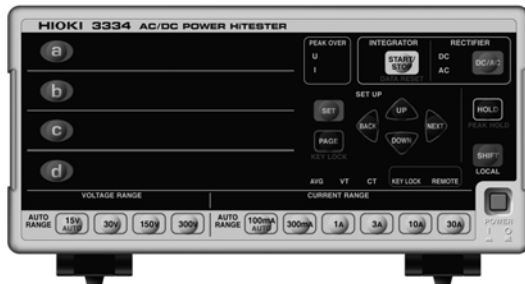 HIOKI 3334 AC/DC POWER HiTESTER
a
b
c
d
PEAK OVER
U
I
INTEGRATOR
START/
STOP
DATA RESET
RECTIFIER
DC
AC
DC/AC
SET UP
SET
UP
BACK
NEXT
DOWN
PAGE
KEY LOCK
HOLD
PEAK HOLD
SHIFT
LOCAL
AVG VT CT KEY LOCK REMOTE
VOLTAGE RANGE
CURRENT RANGE
AUTO
RANGE
15V
AUTO
30V
150V
300V
AUTO
RANGE
100mA
AUTO
300mA
1A
3A
10A
30A
POWER
I O